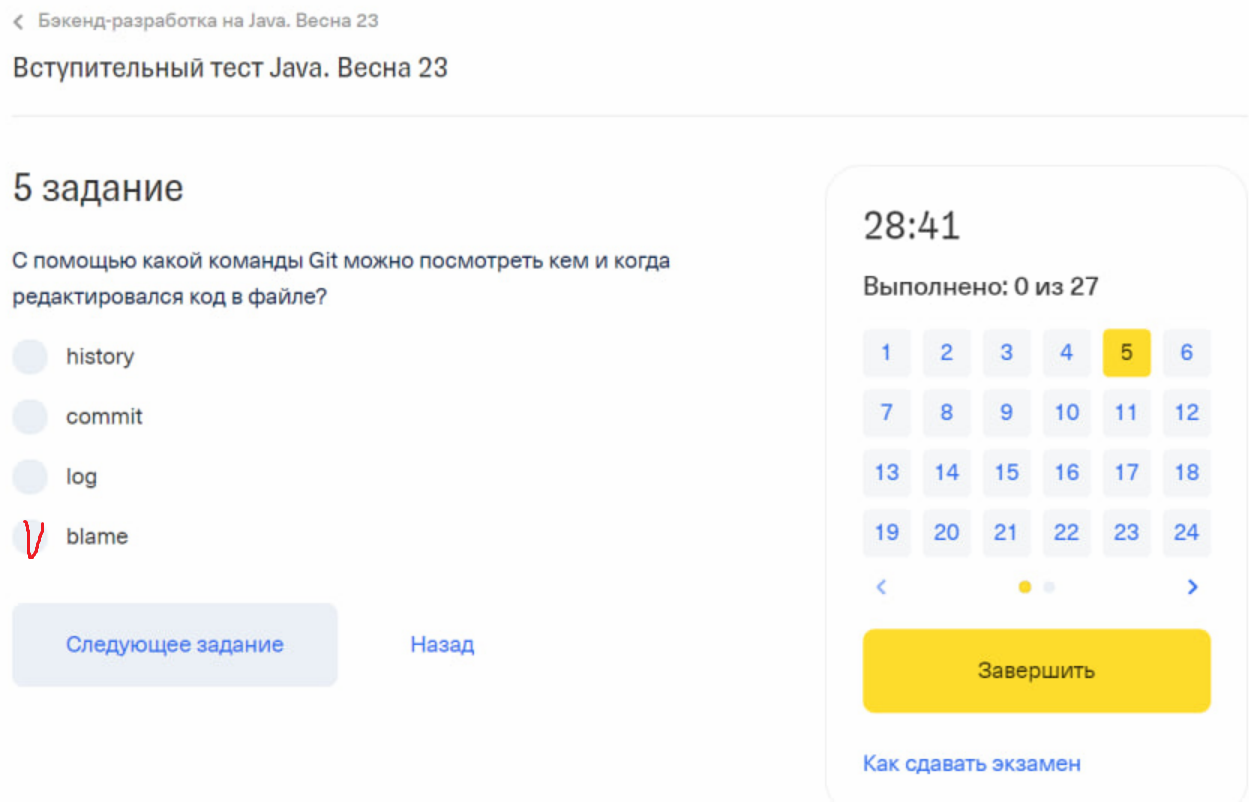 Бэкенд-разработка на Java. Весна 23
Вступительный тест Java. Весна 23
5 задание
С помощью какой команды Git можно посмотреть кем и когда
редактировался код в файле?
history
commit
log
blame
Следующее задание
Назад
28:41
Выполнено: 0 из 27
1 2 3 4 5 6
7 8 9 10 11 12
13 14 15 16 17 18
19 20 21 22 23 24
Завершить
Как сдавать экзамен